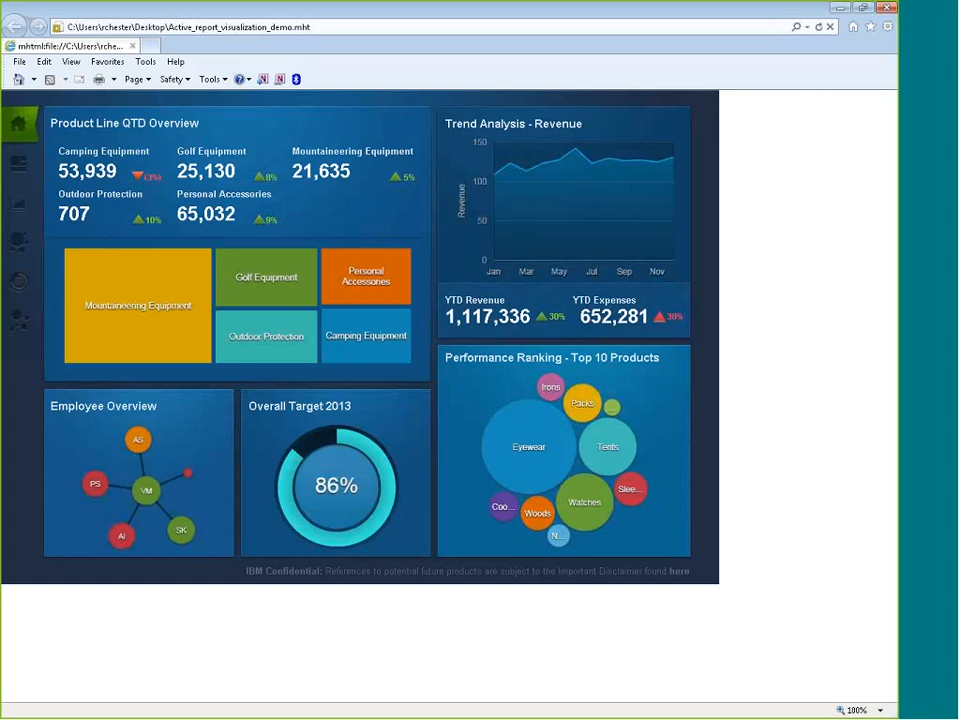 C:\Users\rchester\Desktop\Active_report_visualization_demo.mht
mhtml:file://C:\Users\rche...
File Edit View Favorites Tools Help
Page Safety Tools
Product Line QTD Overview
Camping Equipment
53,939 (3%)
Golf Equipment
25,130 8%
Mountaineering Equipment
21,635 5%
Outdoor Protection
707 10%
Personal Accessories
65,032 9%
Mountaineering Equipment
Golf Equipment
Personal
Accessories
Outdoor Protection
Camping Equipment
Trend Analysis - Revenue
150
100
50
0
Revenue
Jan Mar May Jul Sep Nov
YTD Revenue
1,117,336 30%
YTD Expenses
652,281 30%
Employee Overview
AS
PS
VM
AI
SK
Overall Target 2013
86%
Performance Ranking - Top 10 Products
Irons
Packs
...
Eyewear
Tents
Slee...
Coo...
Woods
Watches
N...
IBM Confidential: References to potential future products are subject to the Important Disclaimer found here
100%